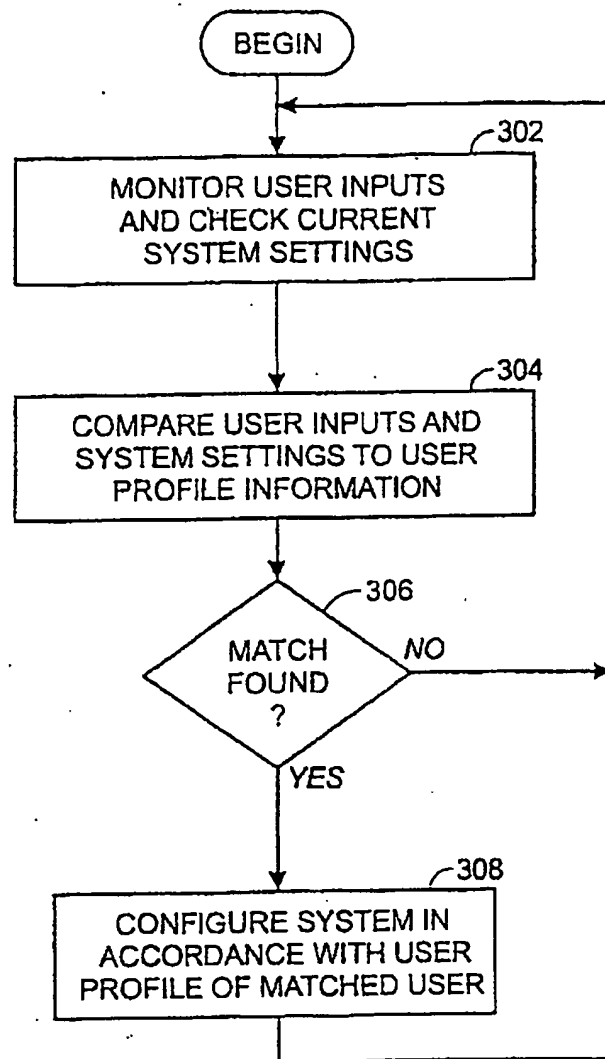 BEGIN
302
MONITOR USER INPUTS
AND CHECK CURRENT
SYSTEM SETTINGS
304
COMPARE USER INPUTS AND
SYSTEM SETTINGS TO USER
PROFILE INFORMATION
306
MATCH
FOUND
?
NO
YES
308
CONFIGURE SYSTEM IN
ACCORDANCE WITH USER
PROFILE OF MATCHED USER